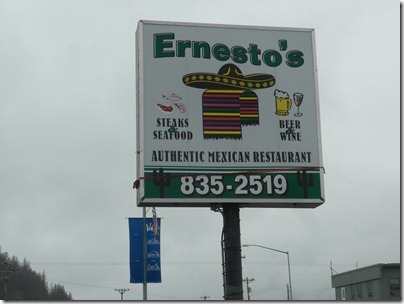 Ernesto's
STEAKS
&
SEAFOOD
BEER
&
WINE
AUTHENTIC MEXICAN RESTAURANT
835-2519